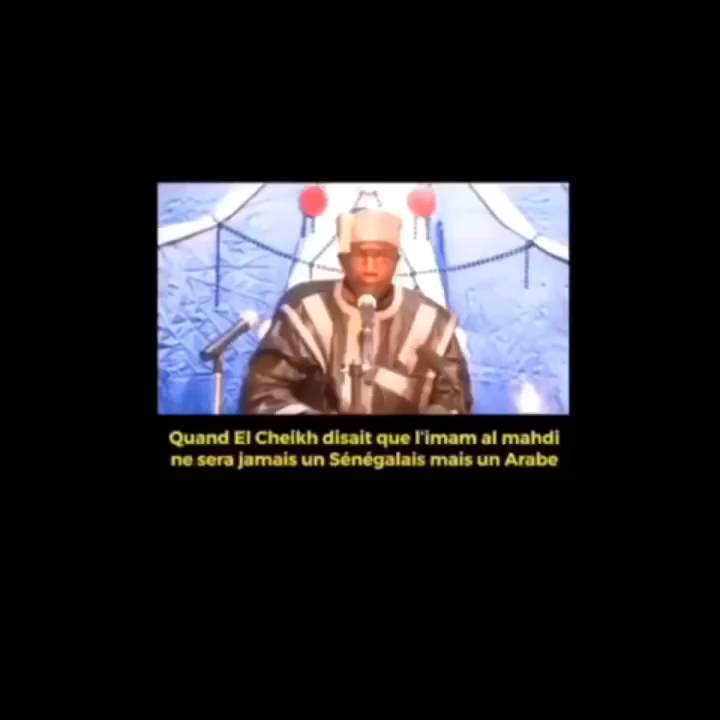 Quand El Cheikh disait que l'imam al mahdi
ne sera jamais un Sénégalais mais un Arabe